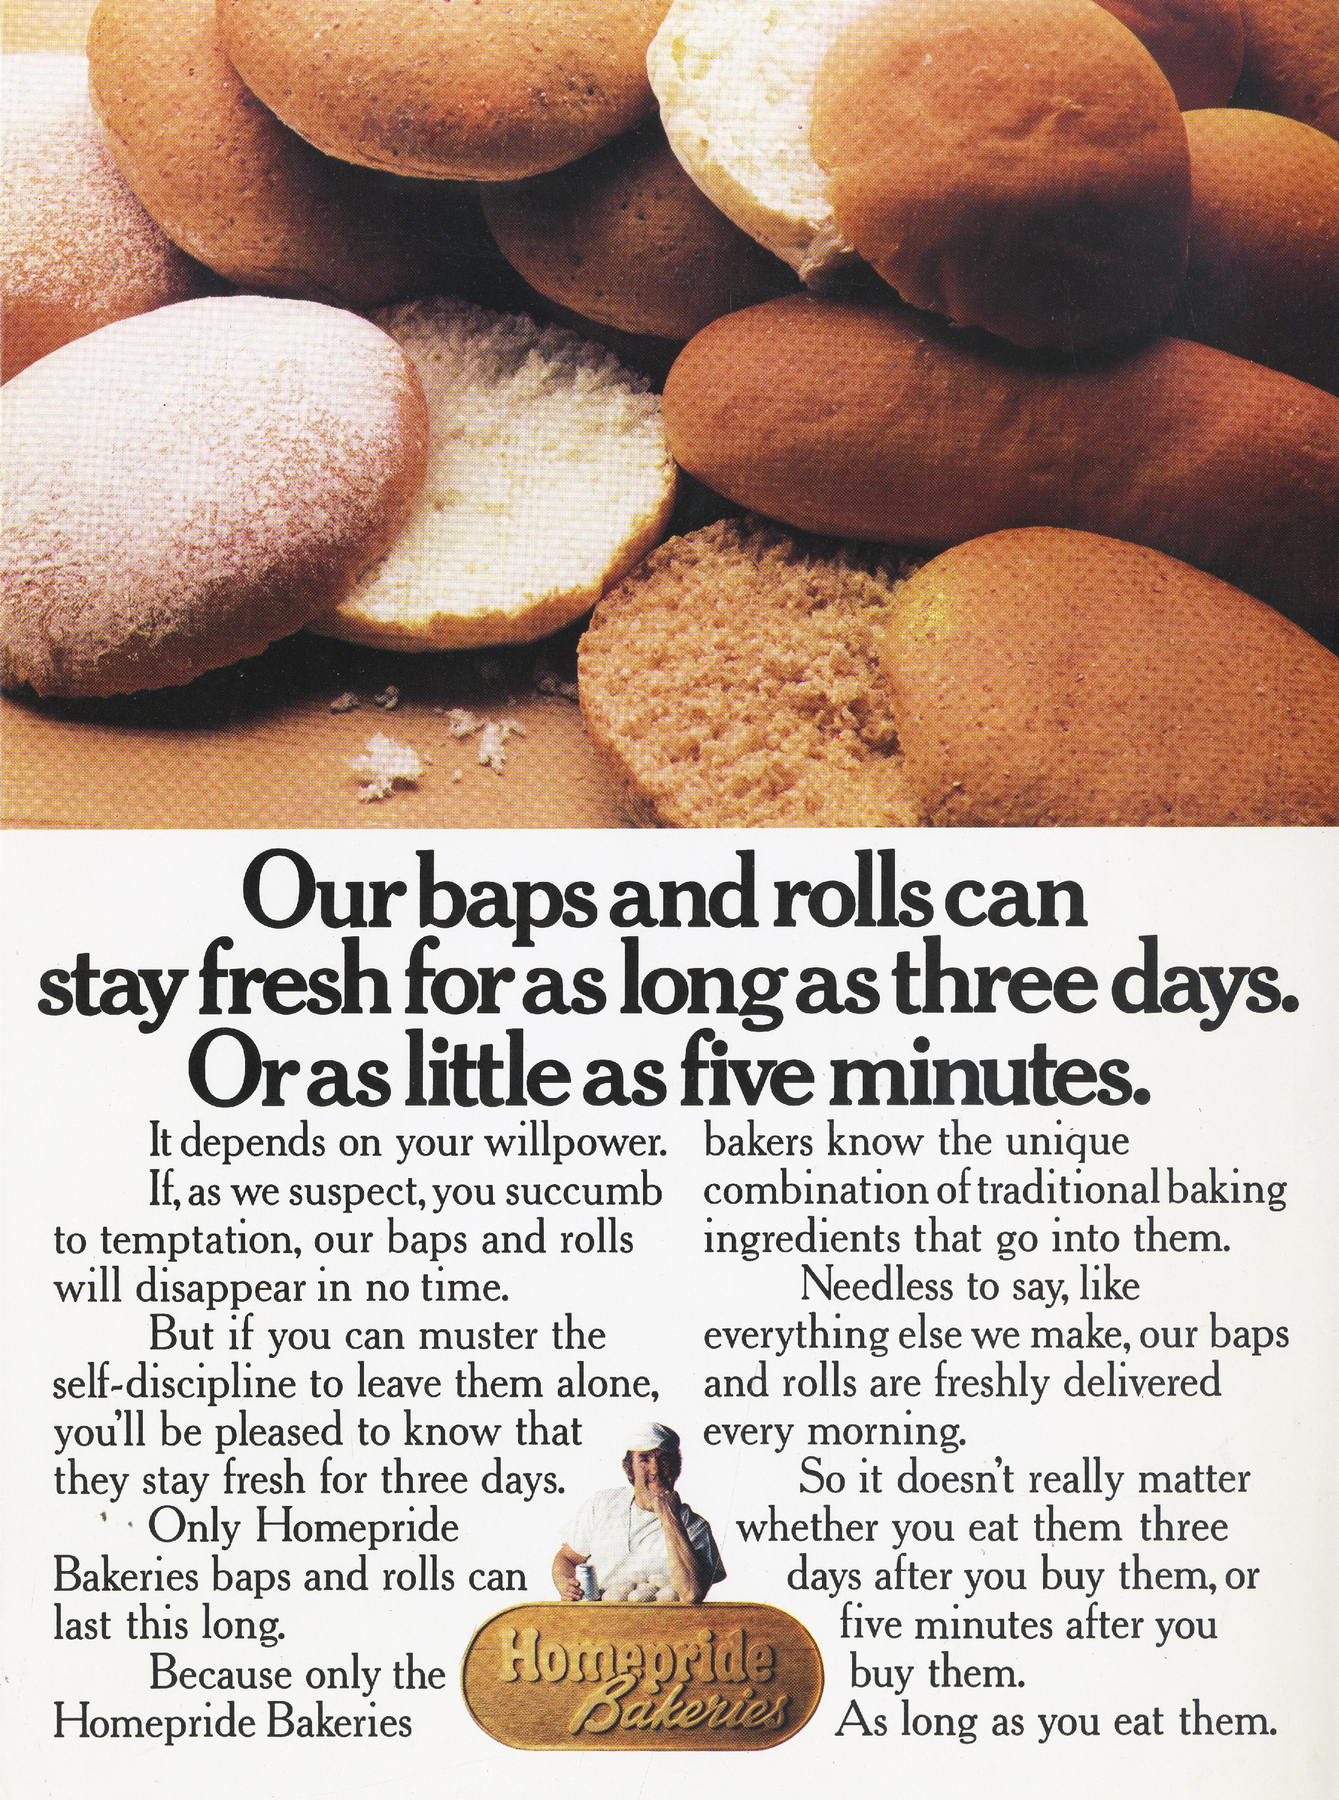 Our baps and rolls can
stay fresh for as long as three days.
Or as little as five minutes.
It depends on your willpower.
If, as we suspect, you succumb
to temptation, our baps and rolls
will disappear in no time.
But if you can muster the
self-discipline to leave them alone,
you'll be pleased to know that
they stay fresh for three days.
Only Homepride
Bakeries baps and rolls can
last this long.
Because only the
Homepride Bakeries
bakers know the unique
combination of traditional baking
ingredients that go into them.
Needless to say, like
everything else we make, our baps
and rolls are freshly delivered
every morning.
So it doesn't really matter
whether you eat them three
days after you buy them, or
five minutes after you
buy them.
As long as you eat them.
Homepride
Bakeries